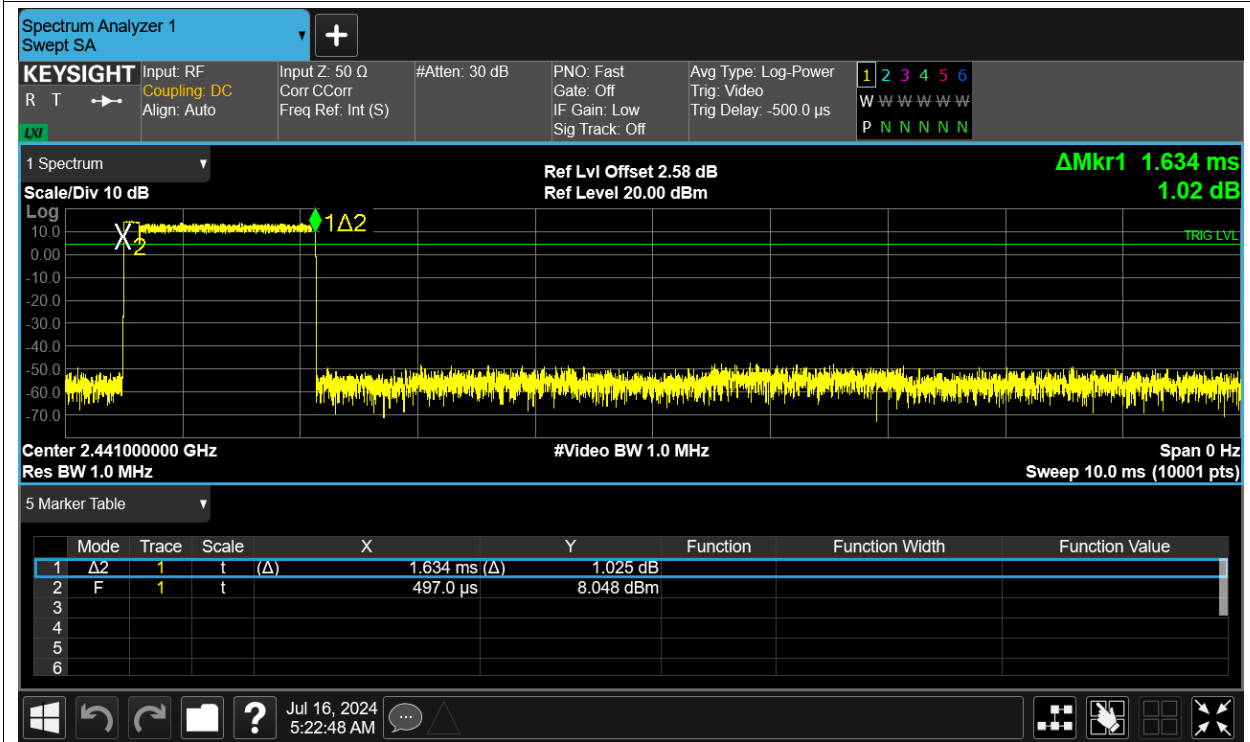 Spectrum Analyzer 1
Swept SA
+
KEYSIGHT
R T
LXI
Input: RF
Coupling: DC
Align: Auto
Input Z: 50 Ω
Corr CCorr
Freq Ref: Int (S)
#Atten: 30 dB
PNO: Fast
Gate: Off
IF Gain: Low
Sig Track: Off
Avg Type: Log-Power
Trig: Video
Trig Delay: -500.0 µs
1 2 3 4 5 6
W W W W W W
P N N N N N
1 Spectrum
Scale/Div 10 dB
Ref Lvl Offset 2.58 dB
Ref Level 20.00 dBm
ΔMkr1 1.634 ms
1.02 dB
Log
10.0
0.00
-10.0
-20.0
-30.0
-40.0
-50.0
-60.0
-70.0
X
2
1Δ2
TRIG LVL
Center 2.441000000 GHz
#Video BW 1.0 MHz
Span 0 Hz
Res BW 1.0 MHz
Sweep 10.0 ms (10001 pts)
5 Marker Table
Mode Trace Scale X Y Function Function Width Function Value
1 Δ2 1 t (Δ) 1.634 ms (Δ) 1.025 dB
2 F 1 t 497.0 µs 8.048 dBm
3
4
5
6
?
Jul 16, 2024
5:22:48 AM